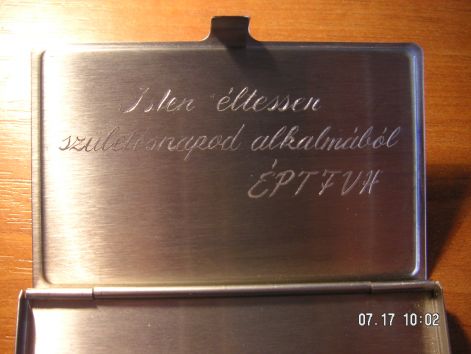 Isten éltessen
születésnapod alkalmából
ÉPTFVH
07.17 10:02